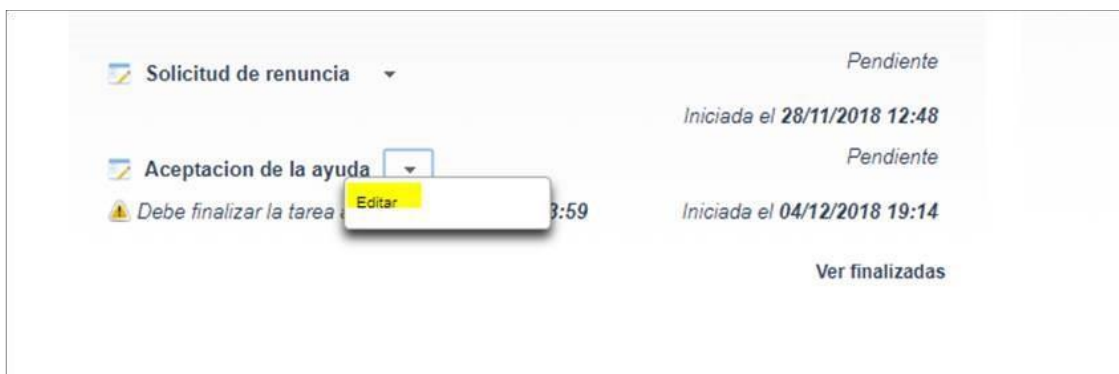 Solicitud de renuncia
Pendiente
Iniciada el 28/11/2018 12:48
Aceptacion de la ayuda
Pendiente
Editar
Debe finalizar la tarea 3:59
Iniciada el 04/12/2018 19:14
Ver finalizadas